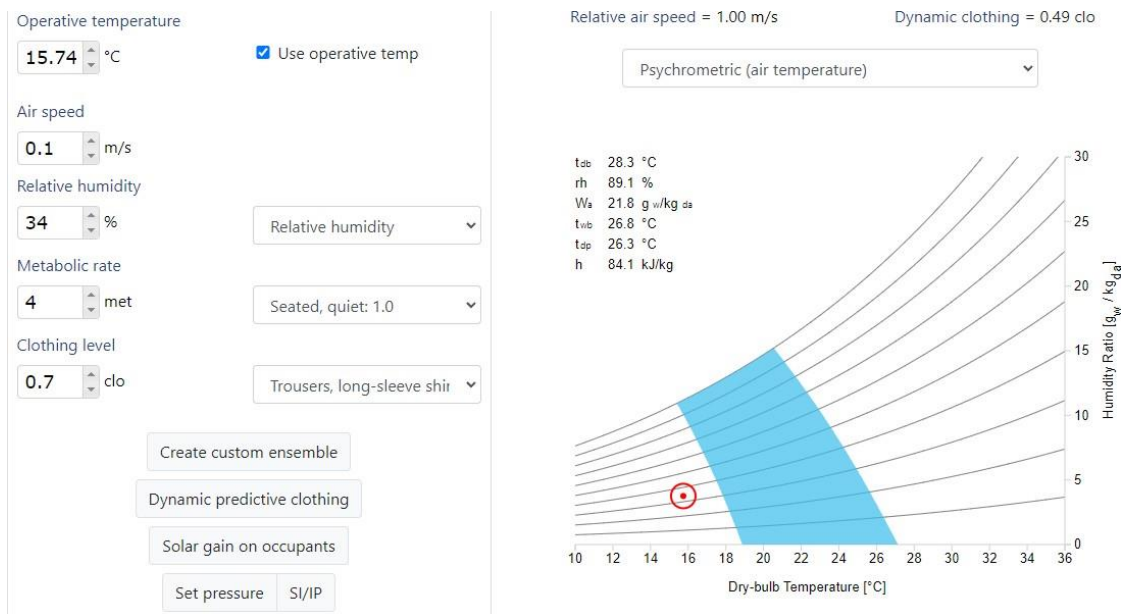 Operative temperature
15.74 °C
Use operative temp
Air speed
0.1 m/s
Relative humidity
34 %
Relative humidity
Metabolic rate
4 met
Seated, quiet: 1.0
Clothing level
0.7 clo
Trousers, long-sleeve shir
Create custom ensemble
Dynamic predictive clothing
Solar gain on occupants
Set pressure SI/IP
Relative air speed = 1.00 m/s
Dynamic clothing = 0.49 clo
Psychrometric (air temperature)
tdb 28.3 °C
rh 89.1 %
Wa 21.8 g w/kg da
twb 26.8 °C
tdp 26.3 °C
h 84.1 kJ/kg
30
25
20
15
10
5
0
Humidity Ratio [gw / kgda]
10 12 14 16 18 20 22 24 26 28 30 32 34 36
Dry-bulb Temperature [°C]